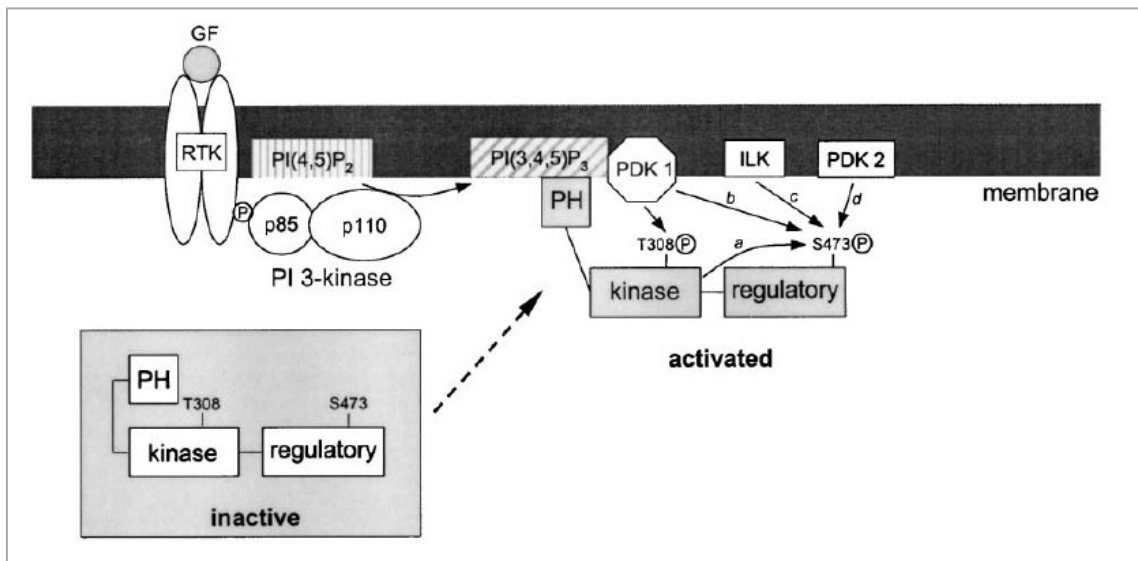 GF
RTK
PI(4,5)P2
PI(3,4,5)P3
PDK 1
ILK
PDK 2
membrane
P
p85
p110
PI 3-kinase
PH
b
c
d
T308 P
a
S473 P
kinase
regulatory
activated
PH
T308
S473
kinase
regulatory
inactive